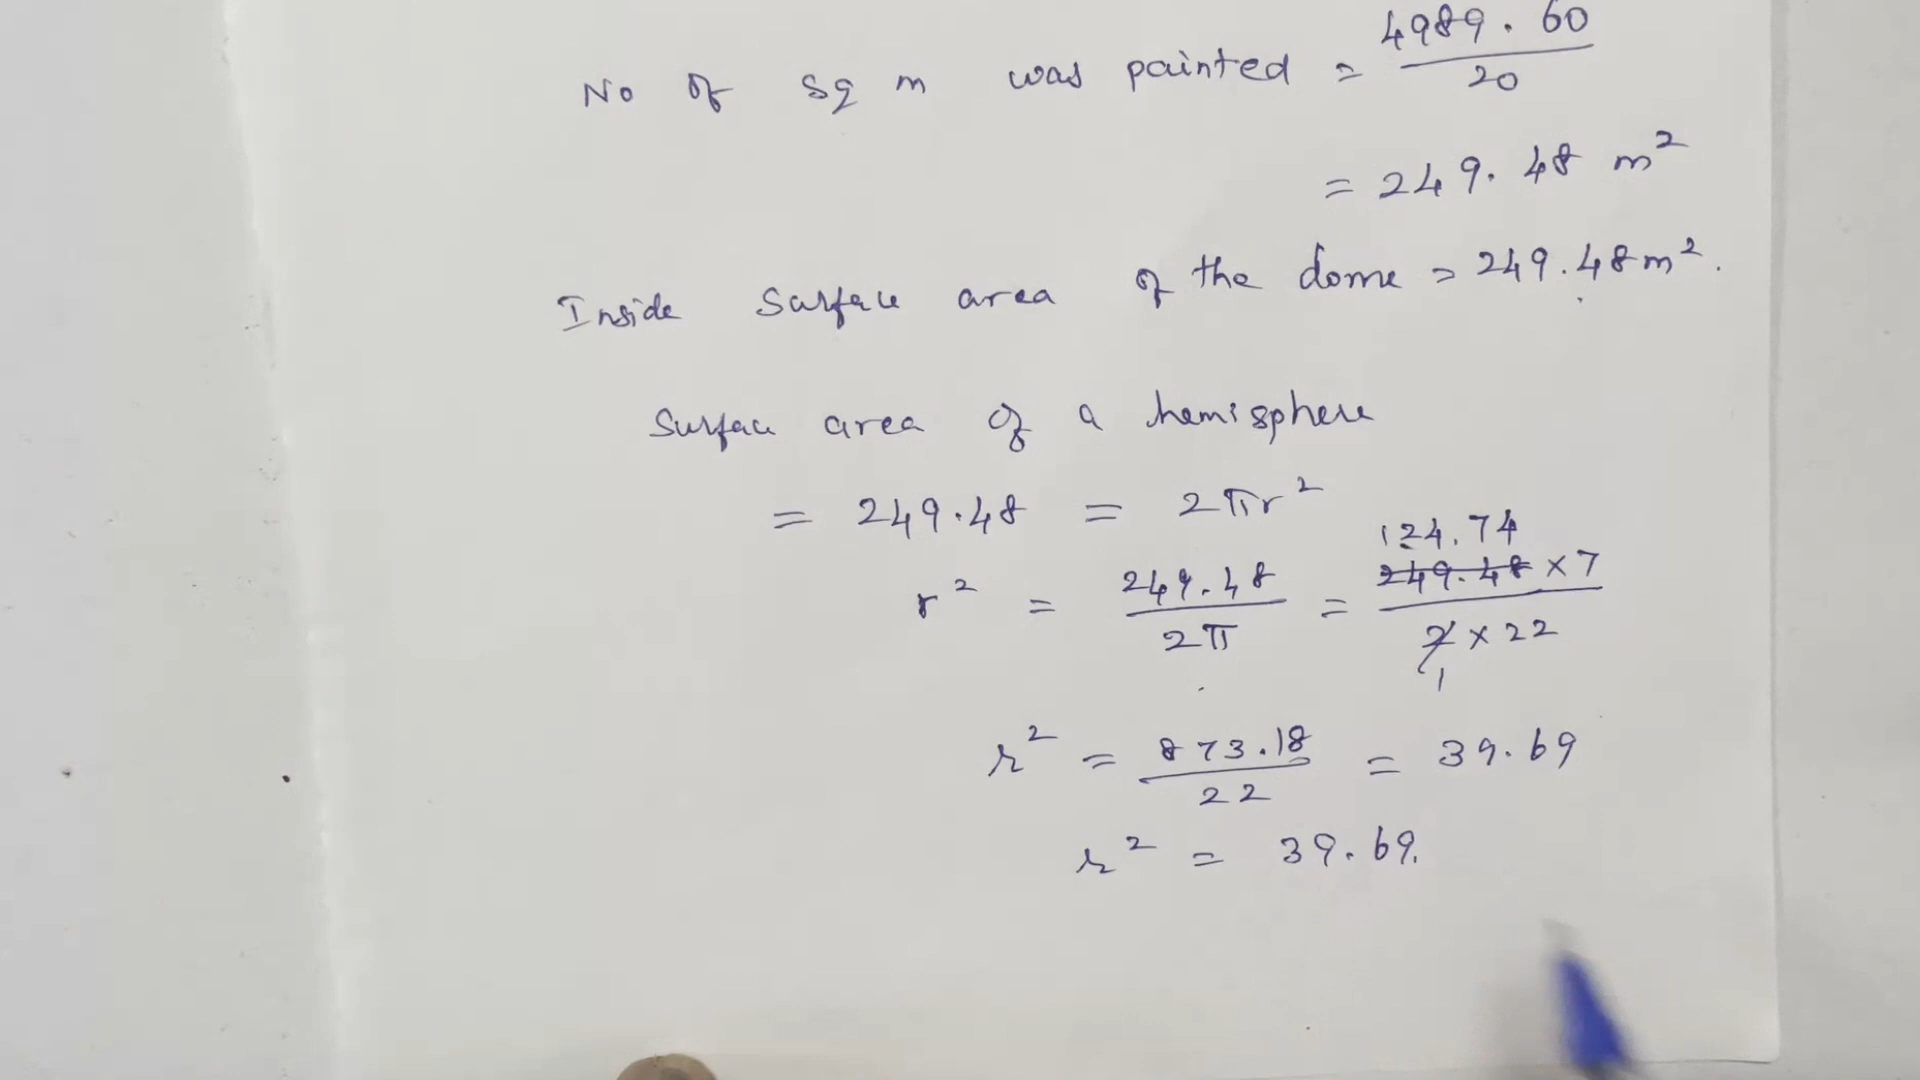 No of sq m was painted = 4989.60 / 20
= 249.48 m²
Inside Surface area of the dome = 249.48 m².
Surface area of a hemisphere
= 249.48 = 2πr²
r² = 249.48 / 2π = 124.74 249.48 × 7 / 2 × 22 1
r² = 873.18 / 22 = 39.69
r² = 39.69.